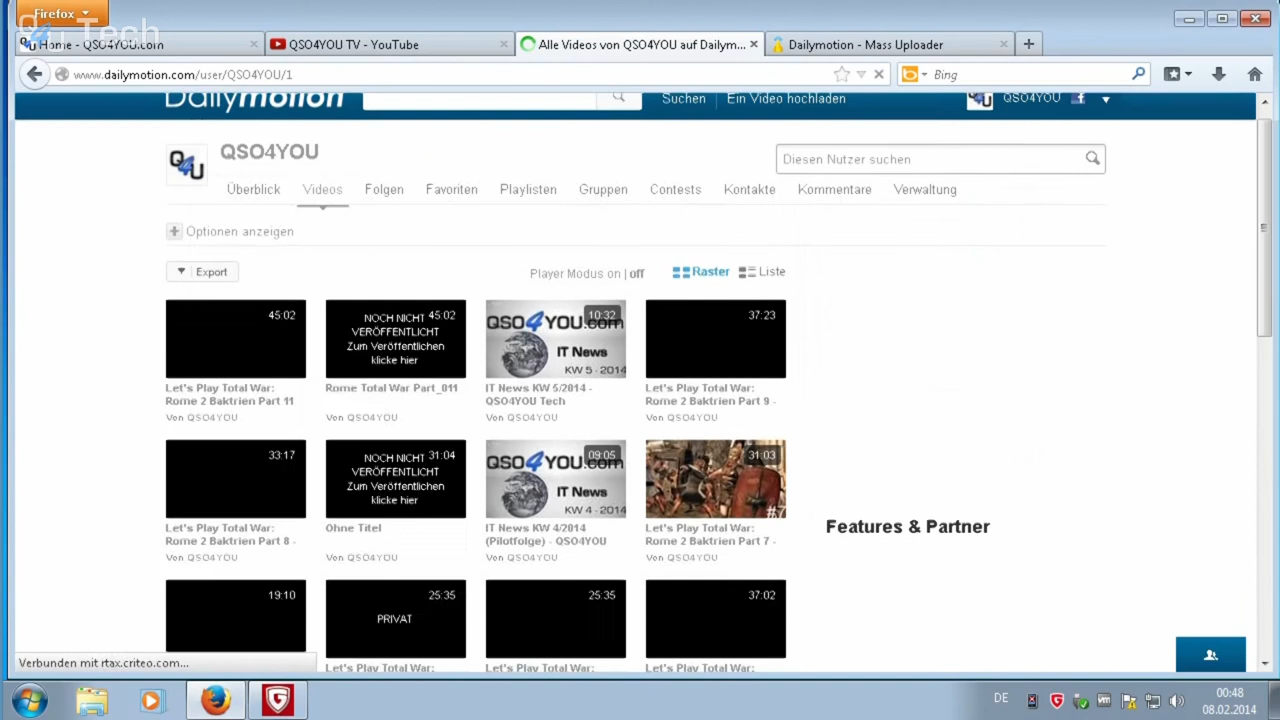 Firefox
Q4U Tech
Home - QSO4YOU.com
QSO4YOU TV - YouTube
Alle Videos von QSO4YOU auf Dailym...
Dailymotion - Mass Uploader
www.dailymotion.com/user/QSO4YOU/1
Bing
Dailymotion
Suchen
Ein Video hochladen
QSO4YOU
Q4U
QSO4YOU
Diesen Nutzer suchen
Überblick Videos Folgen Favoriten Playlisten Gruppen Contests Kontakte Kommentare Verwaltung
Optionen anzeigen
Export
Player Modus on | off
Raster
Liste
45:02
NOCH NICHT 45:02
VERÖFFENTLICHT
Zum Veröffentlichen
klicke hier
10:32
QSO4YOU.com
IT News
KW 5 - 2014
37:23
Let's Play Total War:
Rome 2 Baktrien Part 11
Von QSO4YOU
Rome Total War Part_011
Von QSO4YOU
IT News KW 5/2014 -
QSO4YOU Tech
Von QSO4YOU
Let's Play Total War:
Rome 2 Baktrien Part 9 -
Von QSO4YOU
33:17
NOCH NICHT 31:04
VERÖFFENTLICHT
Zum Veröffentlichen
klicke hier
09:05
QSO4YOU.com
IT News
KW 4 - 2014
31:03
#7
Let's Play Total War:
Rome 2 Baktrien Part 8 -
Von QSO4YOU
Ohne Titel
Von QSO4YOU
IT News KW 4/2014
(Pilotfolge) - QSO4YOU
Von QSO4YOU
Let's Play Total War:
Rome 2 Baktrien Part 7 -
Von QSO4YOU
Features & Partner
19:10
25:35
PRIVAT
25:35
37:02
Let's Play Total War:
Let's Play Total War:
Let's Play Total War:
Verbunden mit rtax.criteo.com...
DE
00:48
08.02.2014